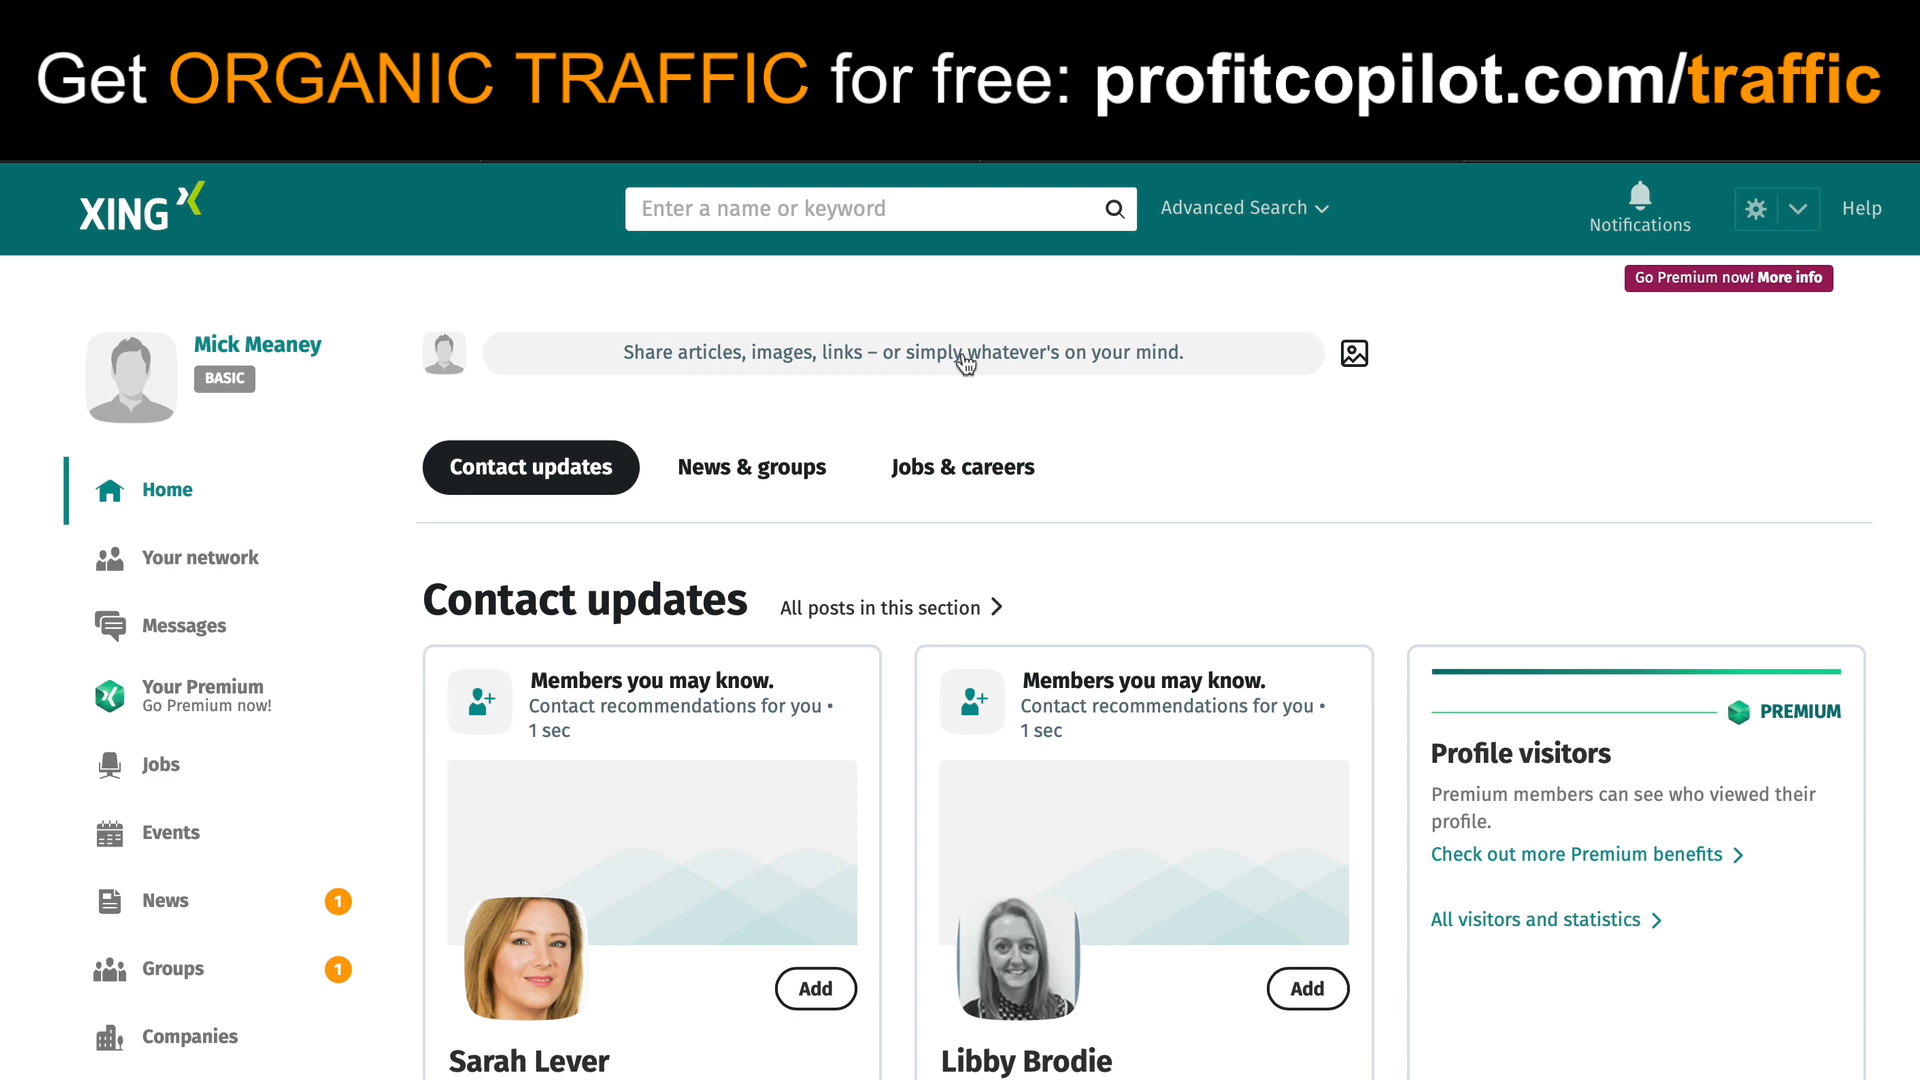 Get ORGANIC TRAFFIC for free: profitcopilot.com/traffic
XING
Enter a name or keyword
Advanced Search
Notifications
Help
Go Premium now! More info
Mick Meaney
BASIC
Share articles, images, links – or simply whatever's on your mind.
Contact updates
News & groups
Jobs & careers
Home
Your network
Messages
Your Premium
Go Premium now!
Jobs
Events
News
1
Groups
1
Companies
Contact updates
All posts in this section
Members you may know.
Contact recommendations for you •
1 sec
Add
Sarah Lever
Members you may know.
Contact recommendations for you •
1 sec
Add
Libby Brodie
PREMIUM
Profile visitors
Premium members can see who viewed their
profile.
Check out more Premium benefits
All visitors and statistics